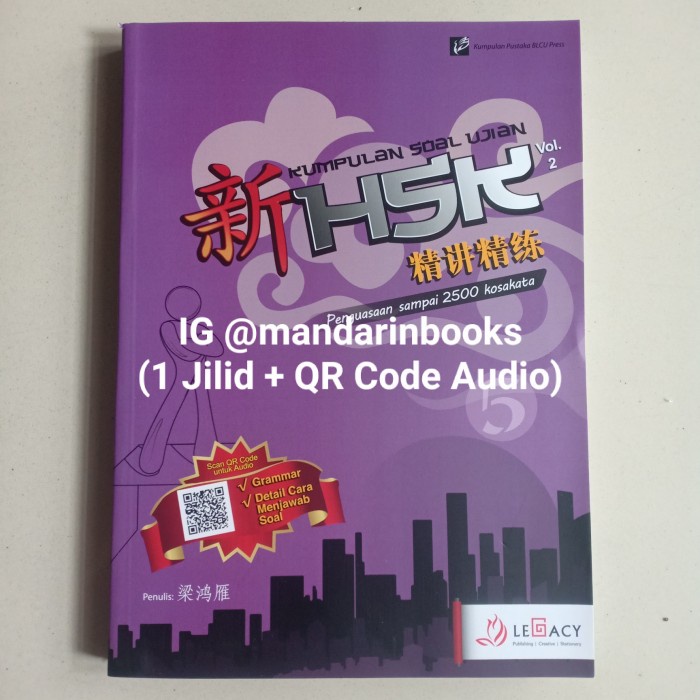 Kumpulan Pustaka BLCU Press
KUMPULAN SOAL UJIAN
新HSK
Vol.
2
精讲精练
Penguasaan sampai 2500 kosakata
IG @mandarinbooks
(1 Jilid + QR Code Audio)
5
Scan QR Code
untuk Audio
√ Grammar
√ Detail Cara
Menjawab
Soal
Penulis: 梁鸿雁
LEGACY
Publishing | Creative | Stationery